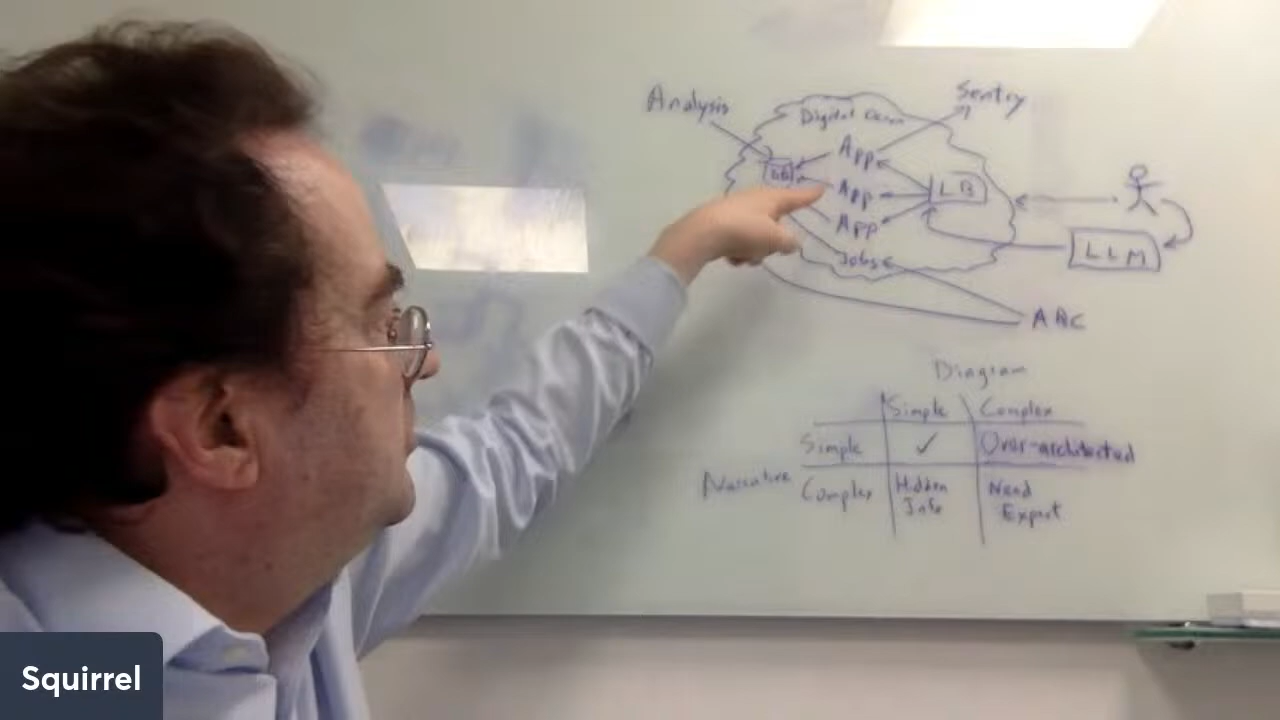 Analysis
Sentry
Digital Ocean
App
App
App
DB
LB
Jobs
LLM
ABC
Diagram
Simple Complex
Simple ✓ Over-architected
Narrative
Complex Hidden Info Need Expert
Squirrel